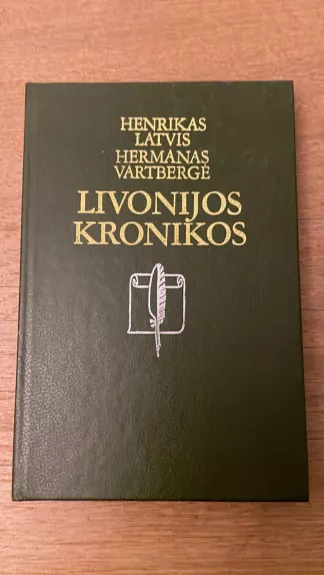 HENRIKAS
LATVIS
HERMANAS
VARTBERGĖ
LIVONIJOS
KRONIKOS